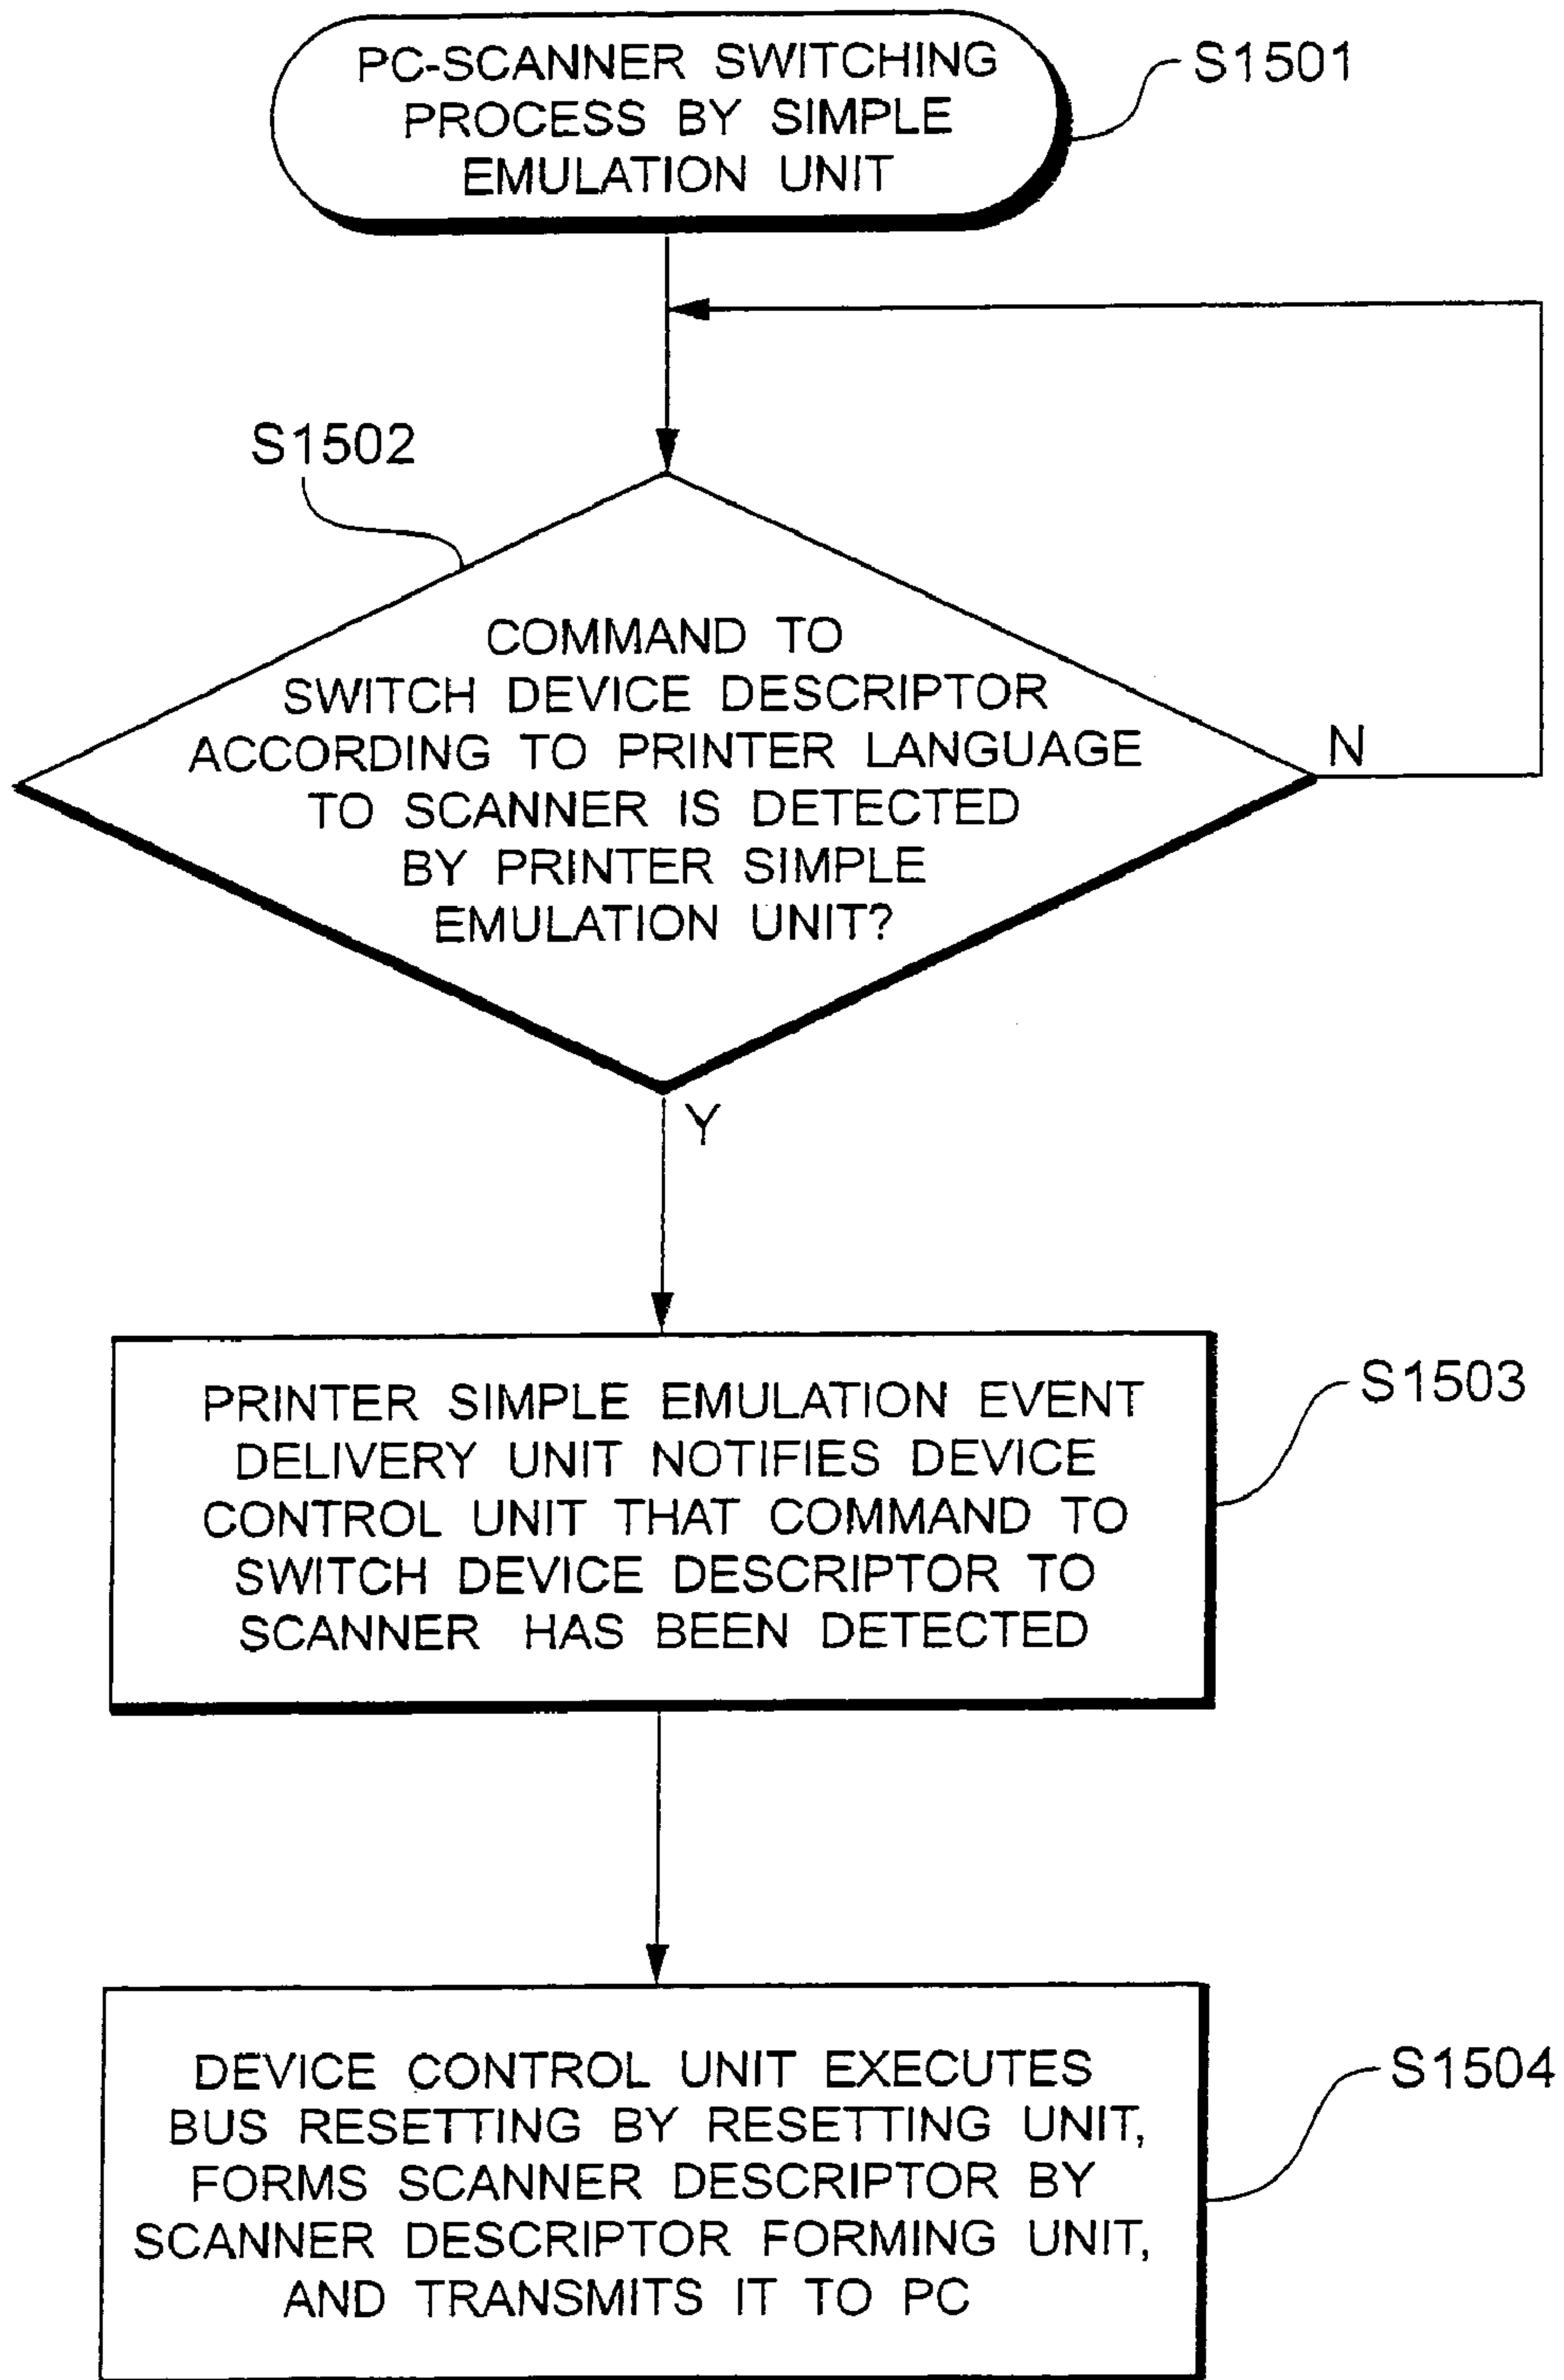 PC-SCANNER SWITCHING
PROCESS BY SIMPLE
EMULATION UNIT
S1501
S1502
COMMAND TO
SWITCH DEVICE DESCRIPTOR
ACCORDING TO PRINTER LANGUAGE
TO SCANNER IS DETECTED
BY PRINTER SIMPLE
EMULATION UNIT?
N
Y
PRINTER SIMPLE EMULATION EVENT
DELIVERY UNIT NOTIFIES DEVICE
CONTROL UNIT THAT COMMAND TO
SWITCH DEVICE DESCRIPTOR TO
SCANNER HAS BEEN DETECTED
S1503
DEVICE CONTROL UNIT EXECUTES
BUS RESETTING BY RESETTING UNIT,
FORMS SCANNER DESCRIPTOR BY
SCANNER DESCRIPTOR FORMING UNIT,
AND TRANSMITS IT TO PC
S1504